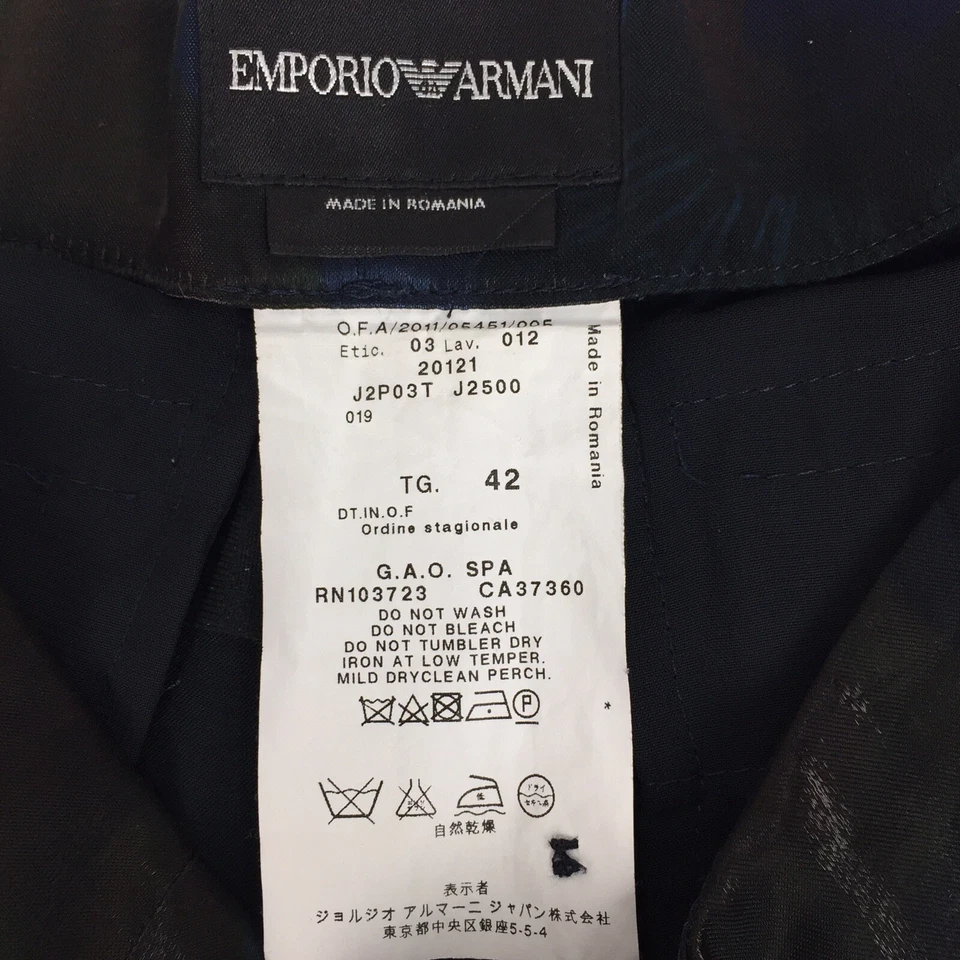 EMPORIO ARMANI
MADE IN ROMANIA
O.F.A/2011/05451/005
Etic. 03 Lav. 012
20121
J2P03T J2500
019
Made in Romania
TG. 42
DT.IN.O.F
Ordine stagionale
G.A.O. SPA
RN103723 CA37360
DO NOT WASH
DO NOT BLEACH
DO NOT TUMBLER DRY
IRON AT LOW TEMPER.
MILD DRYCLEAN PERCH.
P
*
低
ドライ
自然乾燥
表示者
ジョルジオ アルマーニ ジャパン株式会社
東京都中央区銀座5-5-4